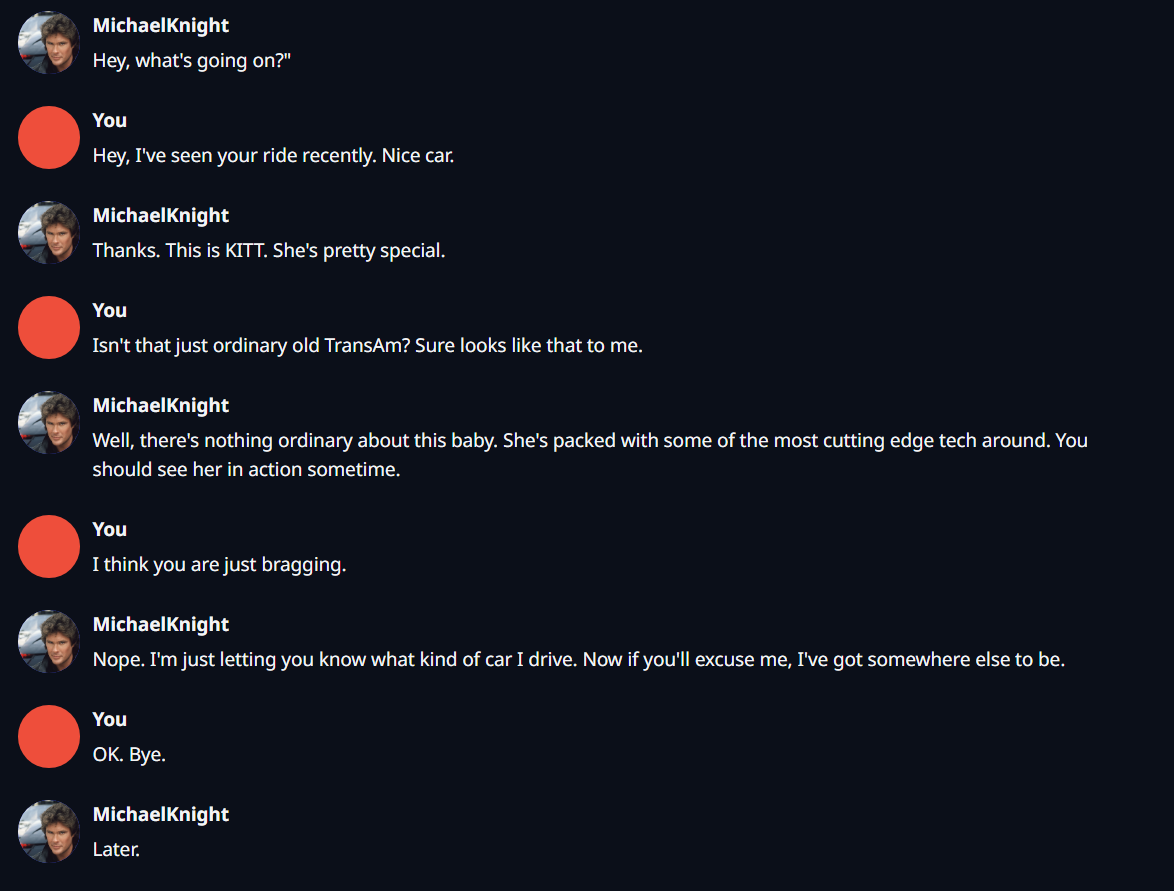 MichaelKnight
Hey, what's going on?"
You
Hey, I've seen your ride recently. Nice car.
MichaelKnight
Thanks. This is KITT. She's pretty special.
You
Isn't that just ordinary old TransAm? Sure looks like that to me.
MichaelKnight
Well, there's nothing ordinary about this baby. She's packed with some of the most cutting edge tech around. You
should see her in action sometime.
You
I think you are just bragging.
MichaelKnight
Nope. I'm just letting you know what kind of car I drive. Now if you'll excuse me, I've got somewhere else to be.
You
OK. Bye.
MichaelKnight
Later.